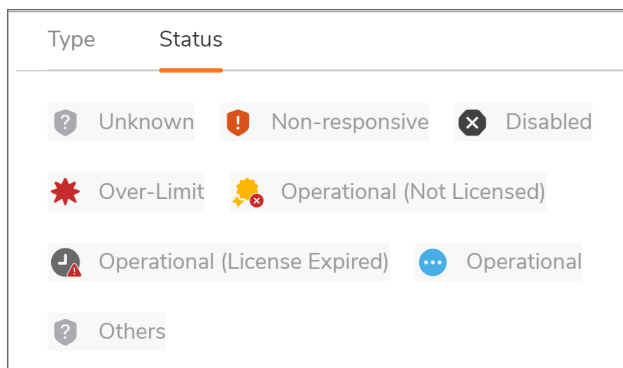 Type Status
Unknown Non-responsive Disabled
Over-Limit Operational (Not Licensed)
Operational (License Expired) Operational
Others